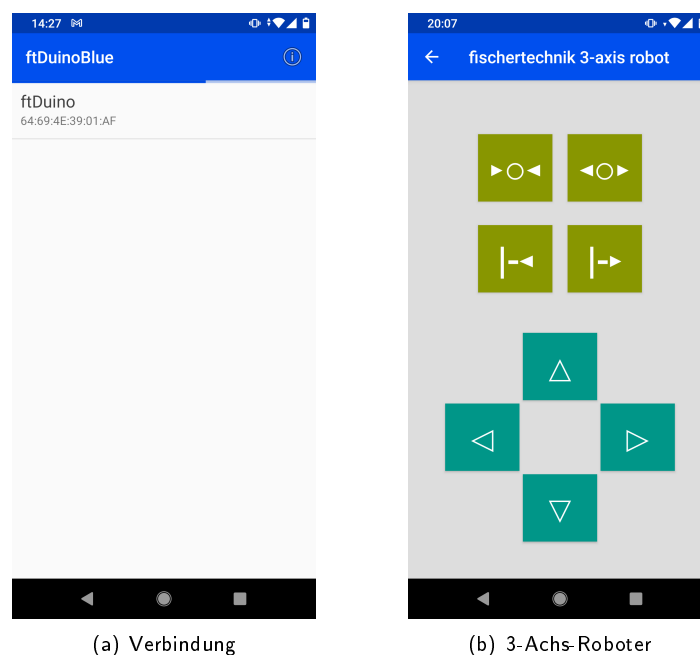 14:27
ftDuinoBlue
ftDuino
64:69:4E:39:01:AF
(a) Verbindung
20:07
fischertechnik 3-axis robot
(b) 3-Achs-Roboter